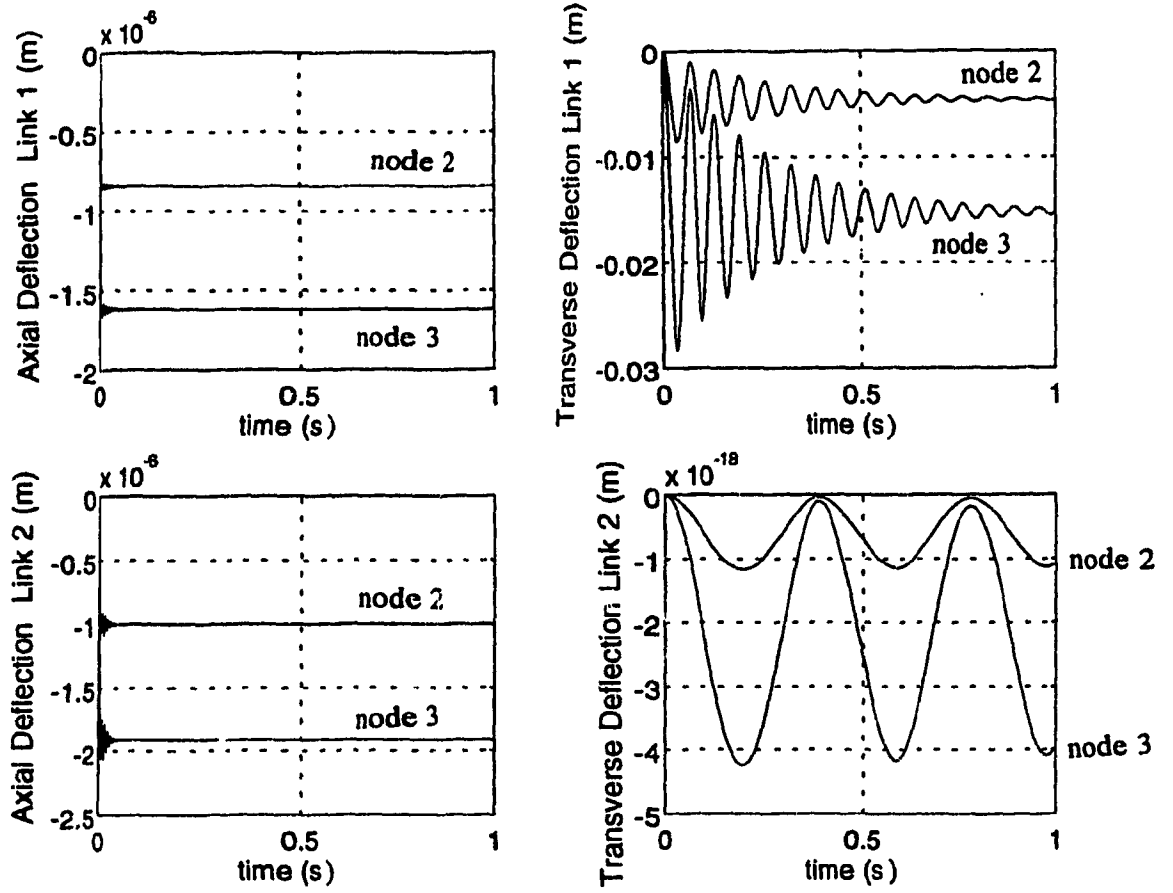 x 10^-6
Axial Deflection Link 1 (m)
0
-0.5
-1
-1.5
-2
node 2
node 3
0
0.5
1
time (s)
Transverse Deflection Link 1 (m)
0
-0.01
-0.02
-0.03
node 2
node 3
0
0.5
1
time (s)
x 10^-6
Axial Deflection Link 2 (m)
0
-0.5
-1
-1.5
-2
-2.5
node 2
node 3
0
0.5
1
time (s)
x 10^-18
Transverse Deflection Link 2 (m)
0
-1
-2
-3
-4
-5
node 2
node 3
0
0.5
1
time (s)